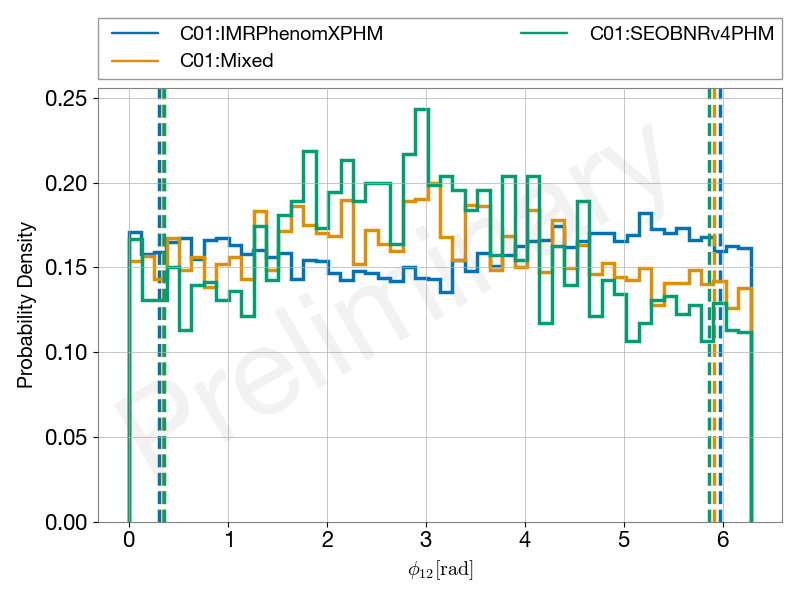 C01:IMRPhenomXPHM
C01:Mixed
C01:SEOBNRv4PHM
0.25
0.20
0.15
0.10
0.05
0.00
Probability Density
Preliminary
0 1 2 3 4 5 6
ϕ₁₂[rad]